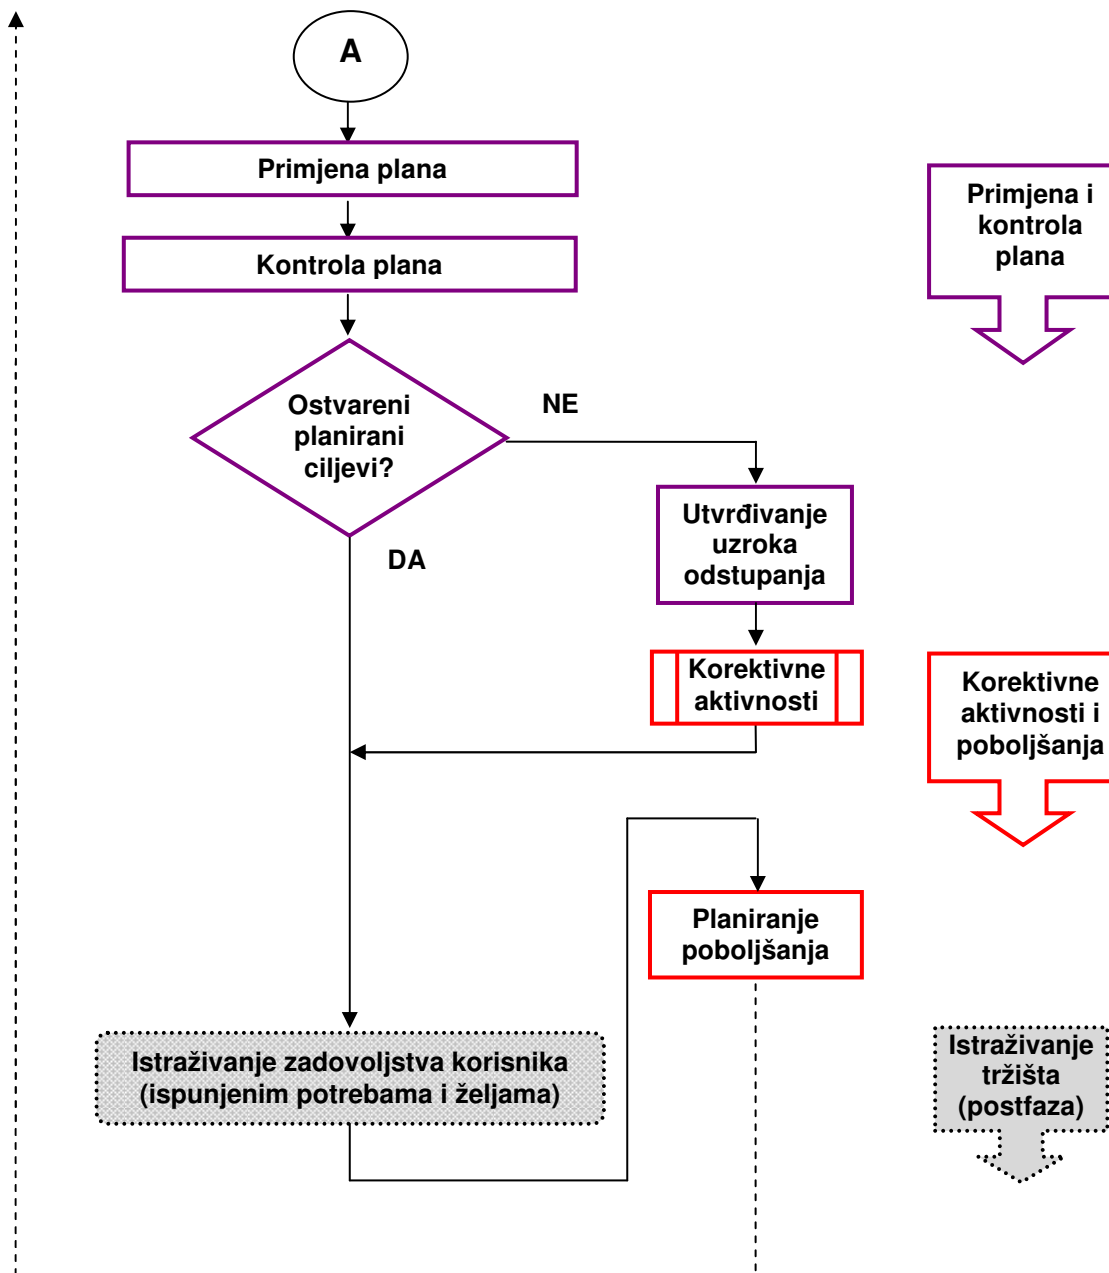 A
Primjena plana
Primjena i
kontrola
plana
Kontrola plana
Ostvareni
planirani
ciljevi?
NE
DA
Utvrđivanje
uzroka
odstupanja
Korektivne
aktivnosti
Korektivne
aktivnosti i
poboljšanja
Planiranje
poboljšanja
Istraživanje zadovoljstva korisnika
(ispunjenim potrebama i željama)
Istraživanje
tržišta
(postfaza)